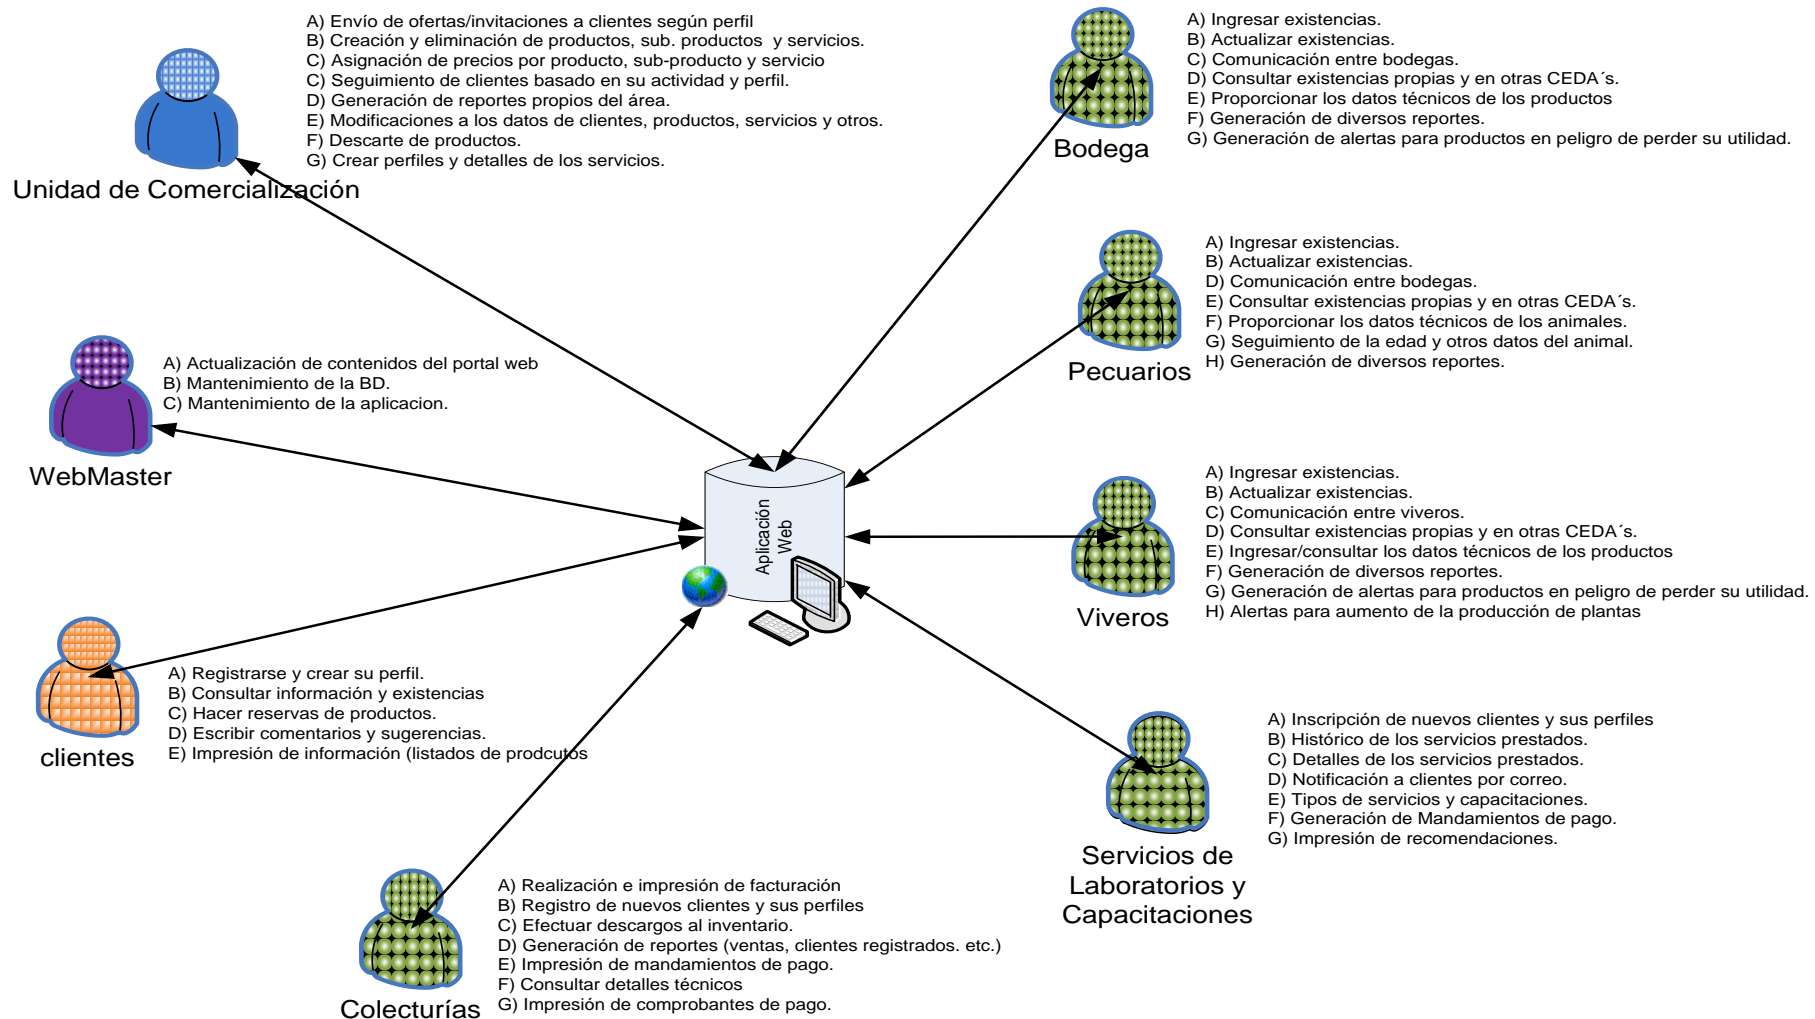 A) Envío de ofertas/invitaciones a clientes según perfil
B) Creación y eliminación de productos, sub. productos y servicios.
C) Asignación de precios por producto, sub-producto y servicio
C) Seguimiento de clientes basado en su actividad y perfil.
D) Generación de reportes propios del área.
E) Modificaciones a los datos de clientes, productos, servicios y otros.
F) Descarte de productos.
G) Crear perfiles y detalles de los servicios.
Unidad de Comercialización
A) Ingresar existencias.
B) Actualizar existencias.
C) Comunicación entre bodegas.
D) Consultar existencias propias y en otras CEDA´s.
E) Proporcionar los datos técnicos de los productos
F) Generación de diversos reportes.
G) Generación de alertas para productos en peligro de perder su utilidad.
Bodega
A) Ingresar existencias.
B) Actualizar existencias.
D) Comunicación entre bodegas.
E) Consultar existencias propias y en otras CEDA´s.
F) Proporcionar los datos técnicos de los animales.
G) Seguimiento de la edad y otros datos del animal.
H) Generación de diversos reportes.
Pecuarios
A) Actualización de contenidos del portal web
B) Mantenimiento de la BD.
C) Mantenimiento de la aplicacion.
WebMaster
Aplicación
Web
A) Ingresar existencias.
B) Actualizar existencias.
C) Comunicación entre viveros.
D) Consultar existencias propias y en otras CEDA´s.
E) Ingresar/consultar los datos técnicos de los productos
F) Generación de diversos reportes.
G) Generación de alertas para productos en peligro de perder su utilidad.
H) Alertas para aumento de la producción de plantas
Viveros
A) Registrarse y crear su perfil.
B) Consultar información y existencias
C) Hacer reservas de productos.
D) Escribir comentarios y sugerencias.
E) Impresión de información (listados de prodcutos
clientes
A) Inscripción de nuevos clientes y sus perfiles
B) Histórico de los servicios prestados.
C) Detalles de los servicios prestados.
D) Notificación a clientes por correo.
E) Tipos de servicios y capacitaciones.
F) Generación de Mandamientos de pago.
G) Impresión de recomendaciones.
Servicios de
Laboratorios y
Capacitaciones
A) Realización e impresión de facturación
B) Registro de nuevos clientes y sus perfiles
C) Efectuar descargos al inventario.
D) Generación de reportes (ventas, clientes registrados. etc.)
E) Impresión de mandamientos de pago.
F) Consultar detalles técnicos
G) Impresión de comprobantes de pago.
Colecturías